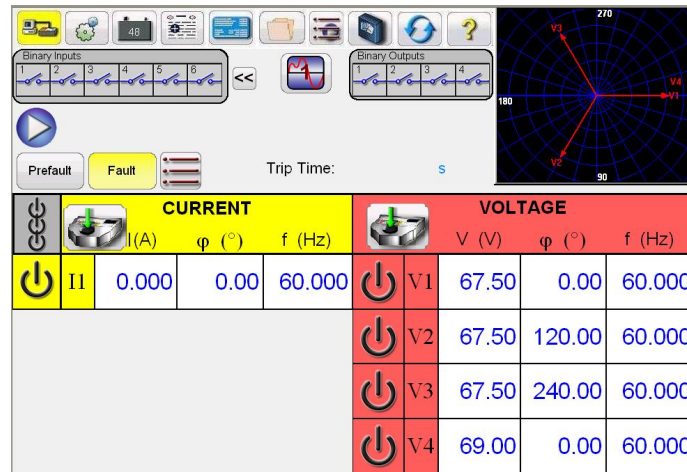 48
Binary Inputs
1 2 3 4 5 6
<<
Binary Outputs
1 2 3 4
270
V3
180
V4
V1
V2
90
Prefault Fault Trip Time: s
CURRENT VOLTAGE
I(A) φ (°) f (Hz) V (V) φ (°) f (Hz)
I1 0.000 0.00 60.000 V1 67.50 0.00 60.000
V2 67.50 120.00 60.000
V3 67.50 240.00 60.000
V4 69.00 0.00 60.000